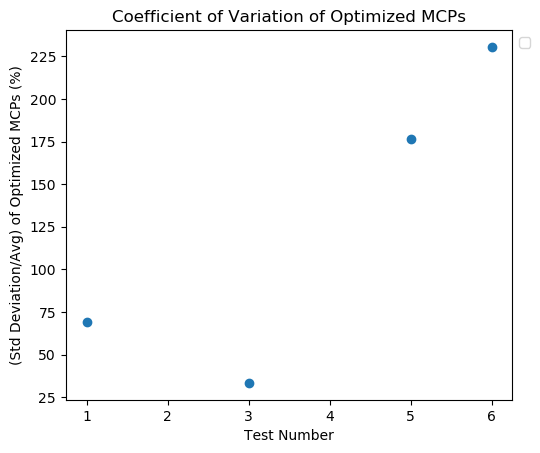 Coefficient of Variation of Optimized MCPs
(Std Deviation/Avg) of Optimized MCPs (%)
225
200
175
150
125
100
75
50
25
1 2 3 4 5 6
Test Number